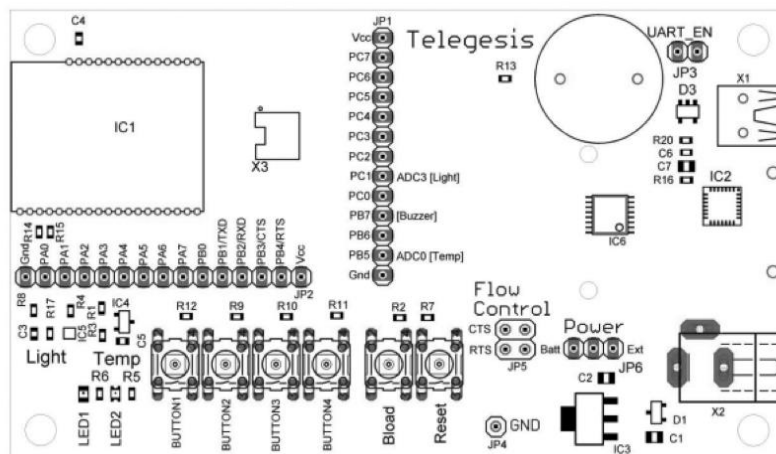 C4
JP1
Vcc
Telegesis
UART_EN
PC7
JP3
PC6
R13
X1
PC5
D3
IC1
PC4
PC3
X3
R20
PC2
C6
PC1
ADC3 [Light]
C7
IC2
PC0
R16
PB7
[Buzzer]
PB6
IC6
R14
R15
PB5
ADC0 [Temp]
Gnd
Gnd
PA0
PA1
PA2
PA3
PA4
PA5
PA6
PA7
PB0
PB1/TXD
PB2/RXD
PB3/CTS
PB4/RTS
Vcc
JP2
R8
R17
R4
R1
IC4
R12
R9
R10
R11
R2
R7
Flow
Control
CTS
RTS
JP5
Power
Batt
Ext
JP6
C3
IC5
R3
C5
Light
Temp
C2
R6
R5
LED1
LED2
BUTTON1
BUTTON2
BUTTON3
BUTTON4
Bload
Reset
GND
JP4
IC3
D1
C1
X2